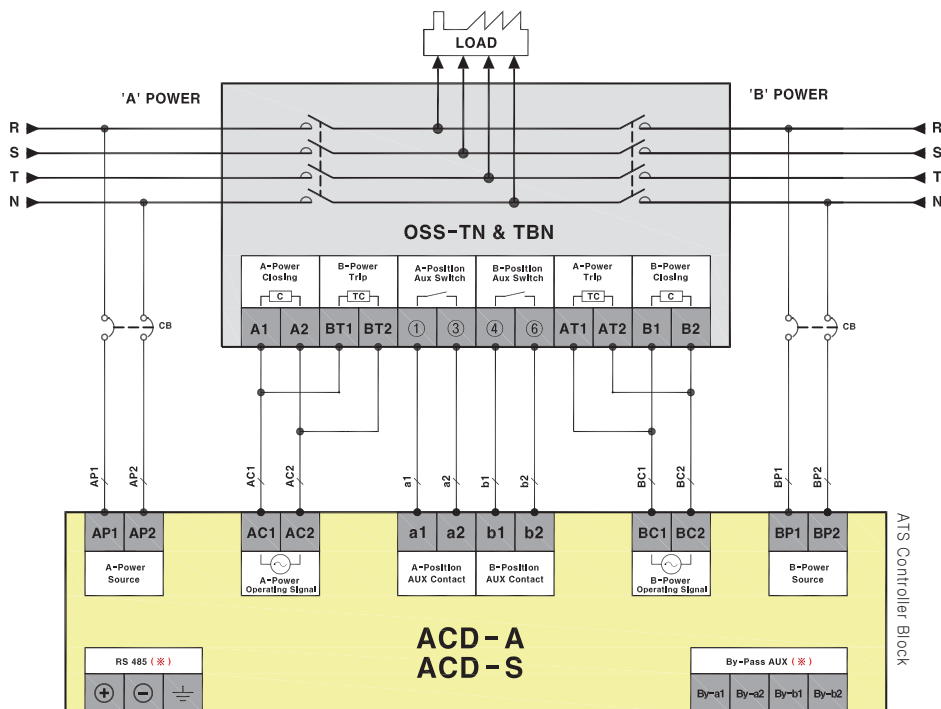 LOAD
'A' POWER
'B' POWER
R
R
S
S
T
T
N
N
OSS-TN & TBN
A-Power Closing
B-Power Trip
A-Position Aux Switch
B-Position Aux Switch
A-Power Trip
B-Power Closing
C
TC
TC
C
A1 A2 BT1 BT2 ① ③ ④ ⑥ AT1 AT2 B1 B2
CB
CB
AP1 AP2 AC1 AC2 a1 a2 b1 b2 BC1 BC2 BP1 BP2
AP1 AP2 AC1 AC2 a1 a2 b1 b2 BC1 BC2 BP1 BP2
A-Power Source
A-Power Operating Signal
A-Position AUX Contact
B-Position AUX Contact
B-Power Operating Signal
B-Power Source
ATS Controller Block
ACD-A
ACD-S
RS 485 (※)
By-Pass AUX (※)
+ −
By-a1 By-a2 By-b1 By-b2